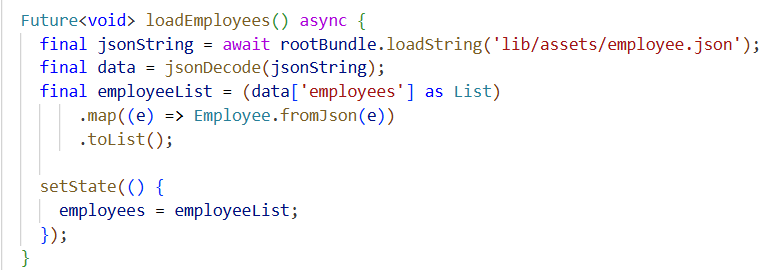 Future<void> loadEmployees() async {
  final jsonString = await rootBundle.loadString('lib/assets/employee.json');
  final data = jsonDecode(jsonString);
  final employeeList = (data['employees'] as List)
      .map((e) => Employee.fromJson(e))
      .toList();

  setState(() {
    employees = employeeList;
  });
}